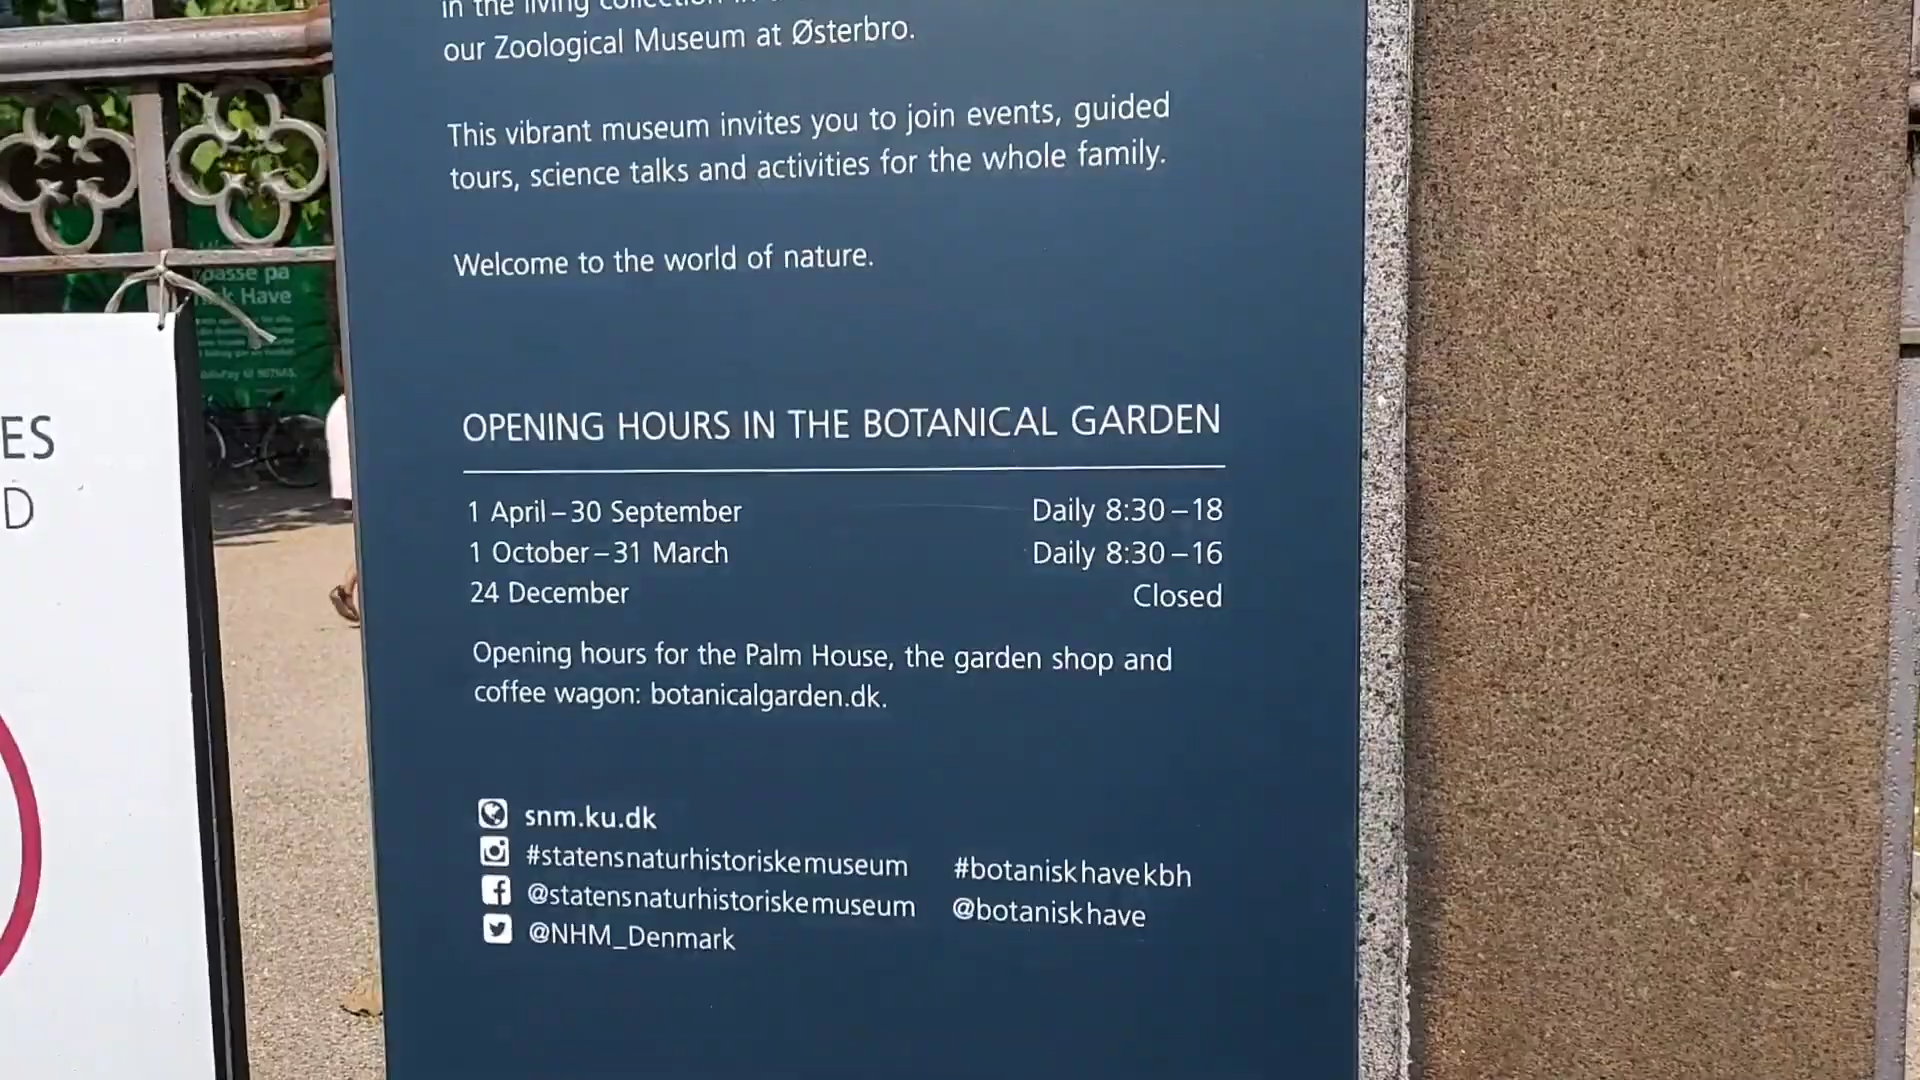 in the living collection in
our Zoological Museum at Østerbro.
This vibrant museum invites you to join events, guided
tours, science talks and activities for the whole family.
Welcome to the world of nature.
OPENING HOURS IN THE BOTANICAL GARDEN
1 April – 30 September Daily 8:30 – 18
1 October – 31 March Daily 8:30 – 16
24 December Closed
Opening hours for the Palm House, the garden shop and
coffee wagon: botanicalgarden.dk.
snm.ku.dk
#statensnaturhistoriskemuseum #botaniskhavekbh
@statensnaturhistoriskemuseum @botaniskhave
@NHM_Denmark
passe på
Have
ES
D